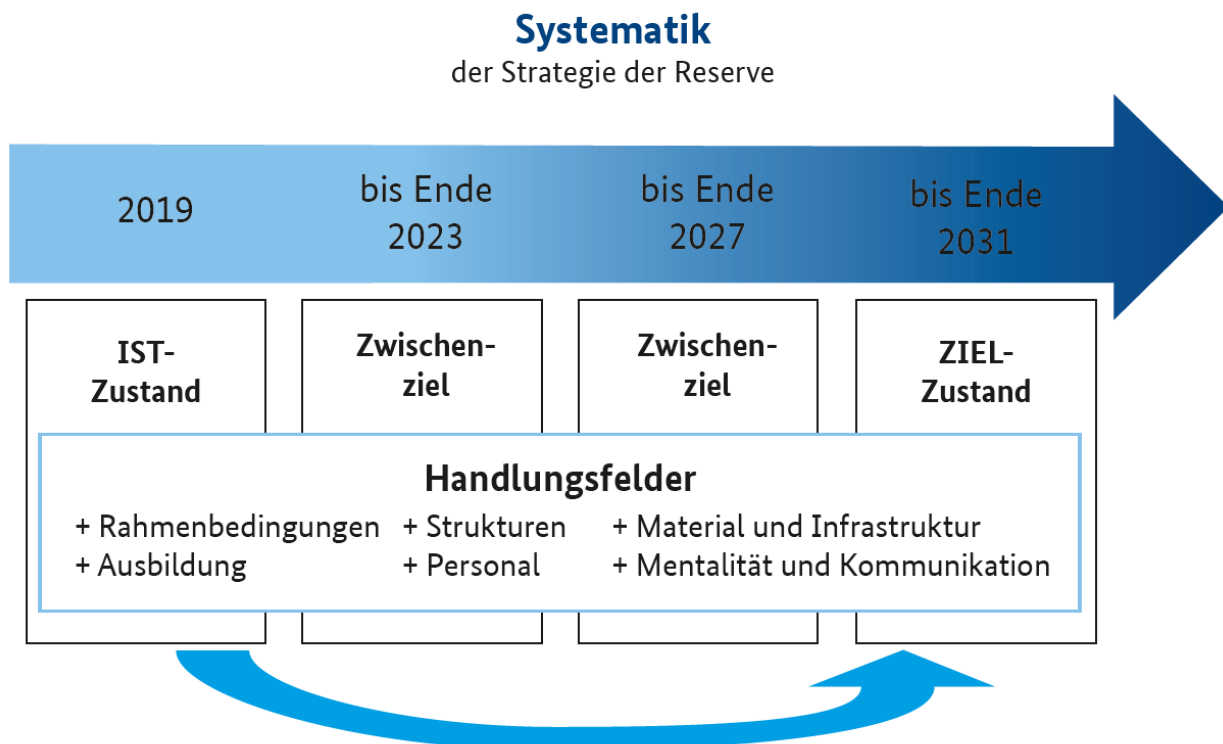 Systematik
der Strategie der Reserve
2019
bis Ende
2023
bis Ende
2027
bis Ende
2031
IST-
Zustand
Zwischen-
ziel
Zwischen-
ziel
ZIEL-
Zustand
Handlungsfelder
+ Rahmenbedingungen + Strukturen + Material und Infrastruktur
+ Ausbildung + Personal + Mentalität und Kommunikation